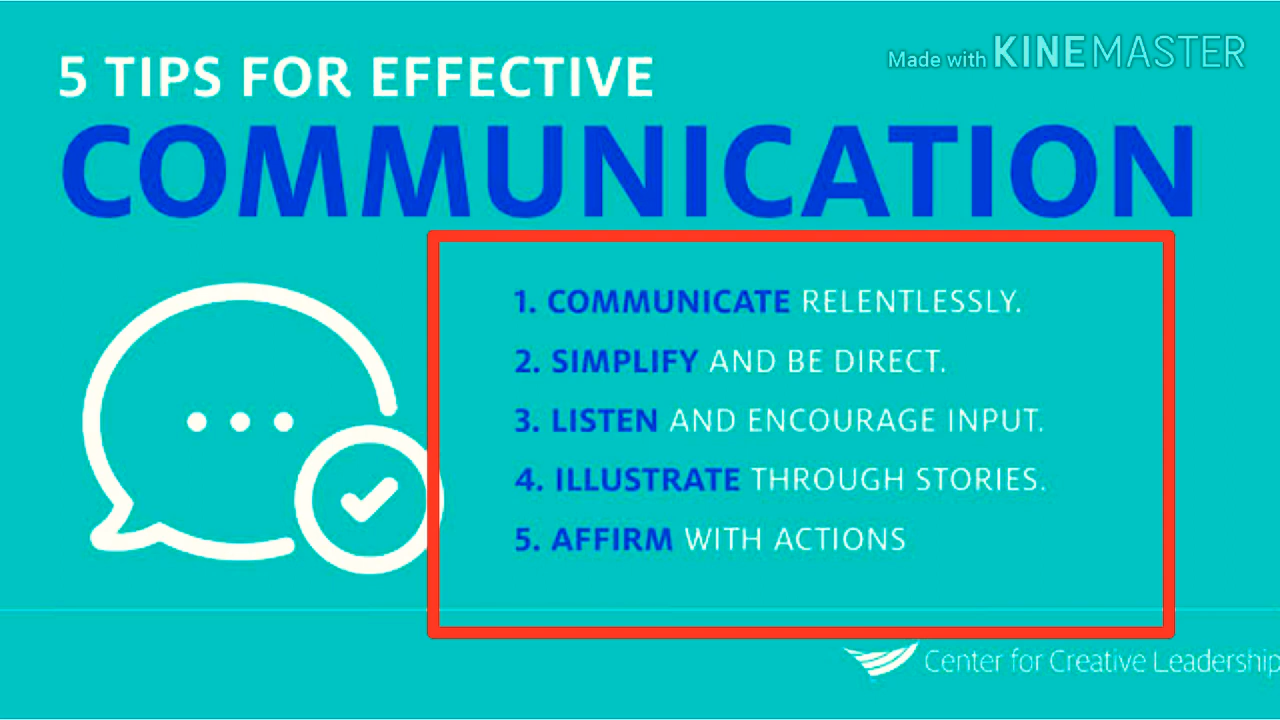 Made with KINEMASTER
5 TIPS FOR EFFECTIVE
COMMUNICATION
1. COMMUNICATE RELENTLESSLY.
2. SIMPLIFY AND BE DIRECT.
3. LISTEN AND ENCOURAGE INPUT.
4. ILLUSTRATE THROUGH STORIES.
5. AFFIRM WITH ACTIONS
Center for Creative Leadership